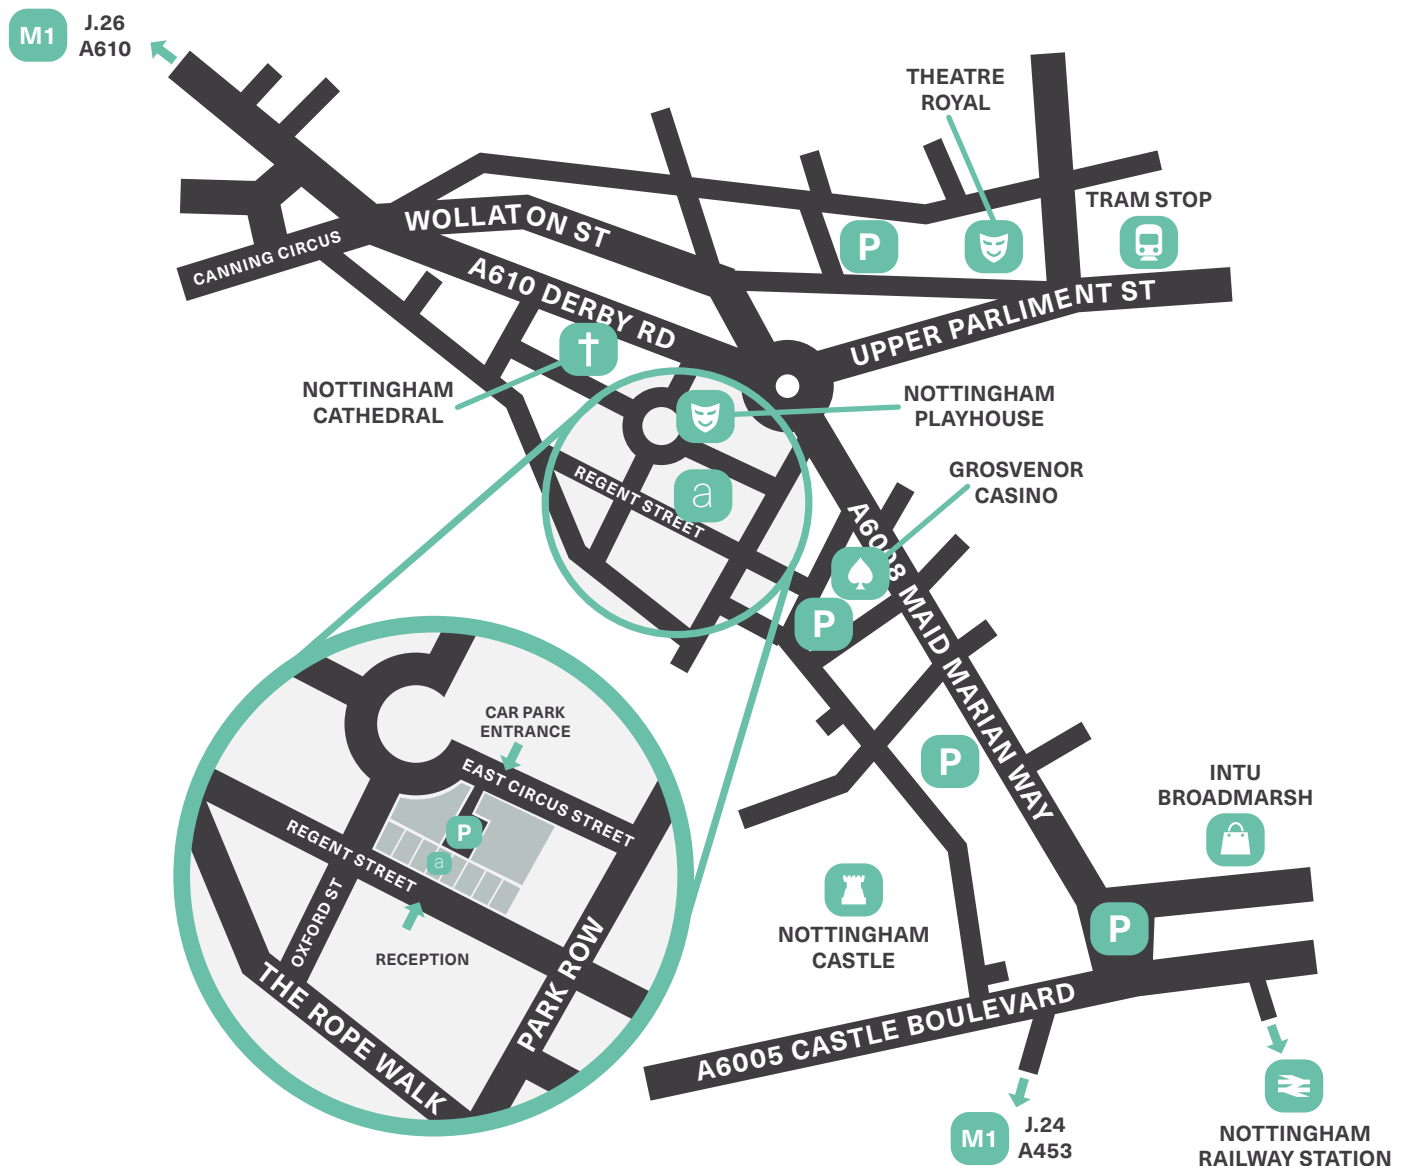 M1
J.26
A610
THEATRE
ROYAL
TRAM STOP
P
WOLLATON ST
CANNING CIRCUS
A610 DERBY RD
UPPER PARLIMENT ST
NOTTINGHAM
CATHEDRAL
NOTTINGHAM
PLAYHOUSE
GROSVENOR
CASINO
REGENT STREET
a
A6008 MAID MARIAN WAY
P
P
CAR PARK
ENTRANCE
EAST CIRCUS STREET
P
a
REGENT STREET
OXFORD ST
RECEPTION
PARK ROW
THE ROPE WALK
INTU
BROADMARSH
NOTTINGHAM
CASTLE
P
A6005 CASTLE BOULEVARD
M1
J.24
A453
NOTTINGHAM
RAILWAY STATION